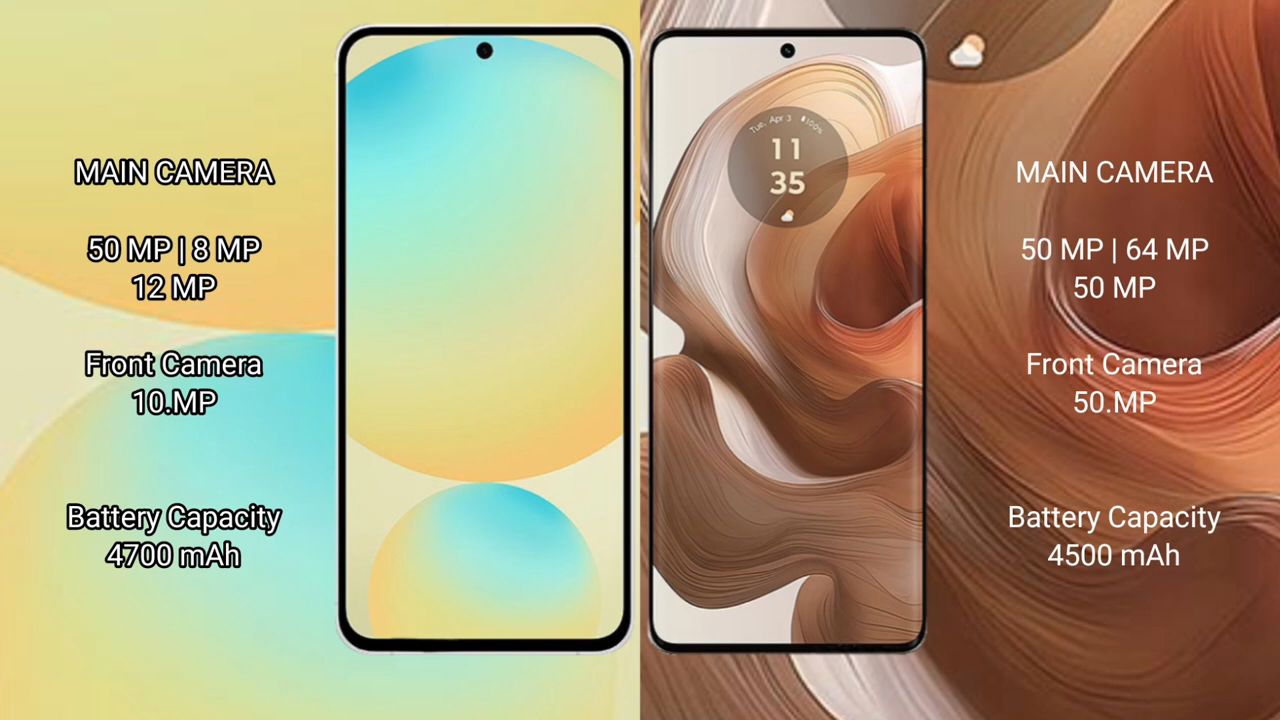 MAIN CAMERA
50 MP | 8 MP
12 MP
Front Camera
10.MP
Battery Capacity
4700 mAh
Tue, Apr 3 100%
11
35
MAIN CAMERA
50 MP | 64 MP
50 MP
Front Camera
50.MP
Battery Capacity
4500 mAh